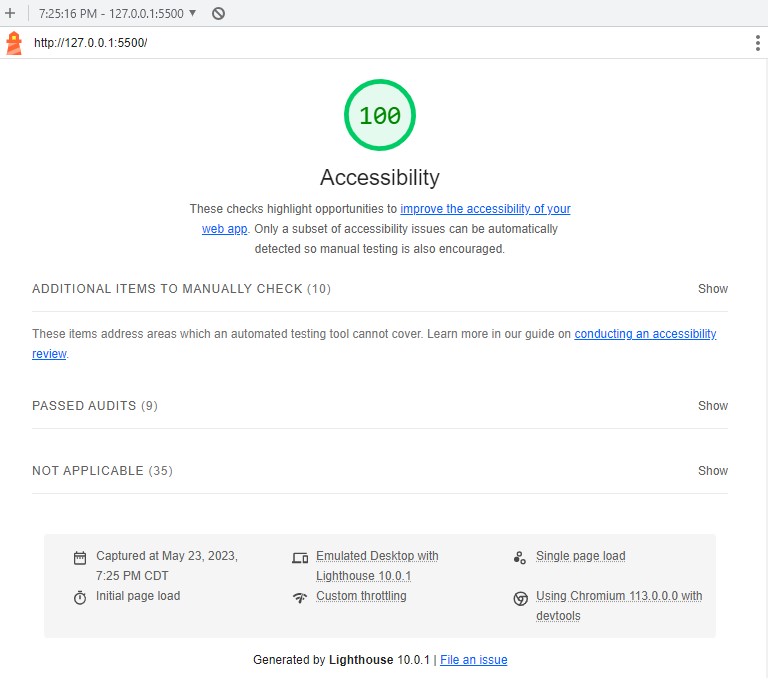 7:25:16 PM - 127.0.0.1:5500
http://127.0.0.1:5500/
100
Accessibility
These checks highlight opportunities to improve the accessibility of your
web app. Only a subset of accessibility issues can be automatically
detected so manual testing is also encouraged.
ADDITIONAL ITEMS TO MANUALLY CHECK (10) Show
These items address areas which an automated testing tool cannot cover. Learn more in our guide on conducting an accessibility
review.
PASSED AUDITS (9) Show
NOT APPLICABLE (35) Show
Captured at May 23, 2023,
7:25 PM CDT
Emulated Desktop with
Lighthouse 10.0.1
Single page load
Initial page load
Custom throttling
Using Chromium 113.0.0.0 with
devtools
Generated by Lighthouse 10.0.1 | File an issue